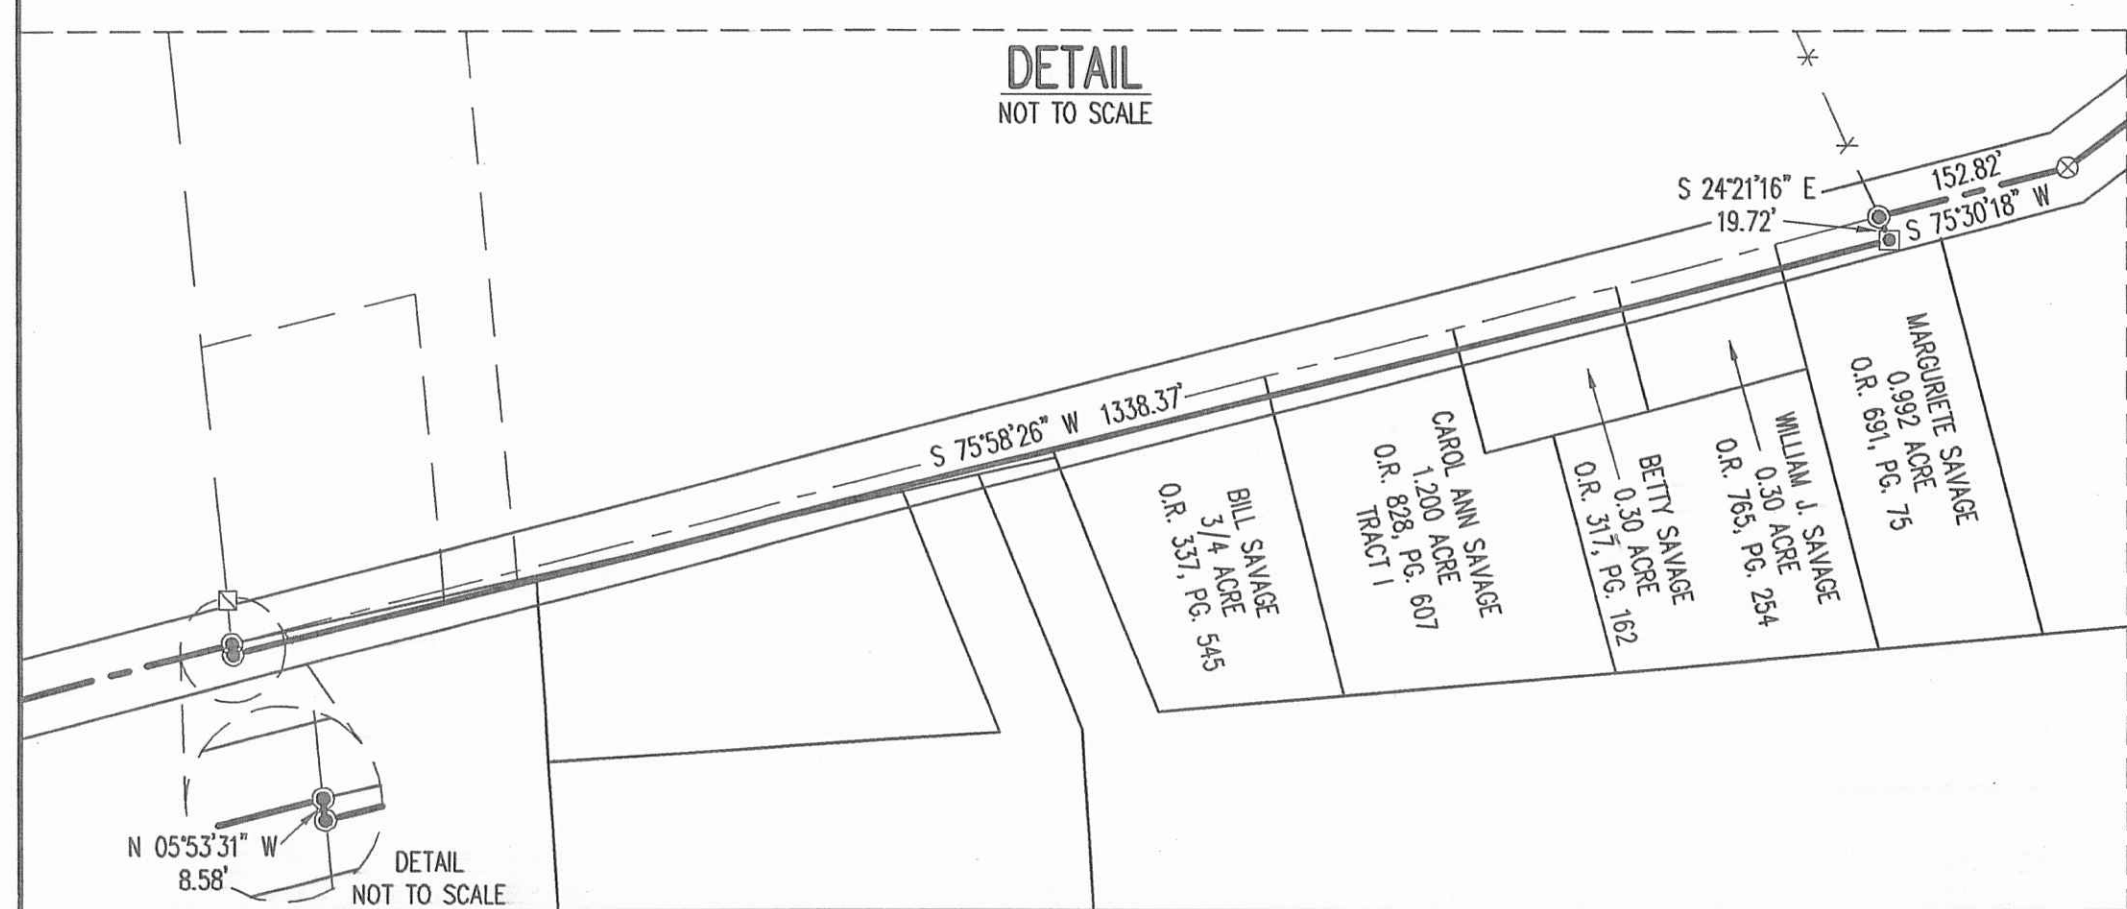 DETAIL
NOT TO SCALE
S 24°21'16" E
19.72'
152.82'
S 75°30'18" W
S 75°58'26" W 1338.37'
MARGURIETE SAVAGE
0.992 ACRE
O.R. 691, PG. 75
WILLIAM J. SAVAGE
0.30 ACRE
O.R. 765, PG. 254
BETTY SAVAGE
0.30 ACRE
O.R. 317, PG. 162
CAROL ANN SAVAGE
1.200 ACRE
O.R. 828, PG. 607
TRACT I
BILL SAVAGE
3/4 ACRE
O.R. 337, PG. 545
N 05°53'31" W
8.58'
DETAIL
NOT TO SCALE